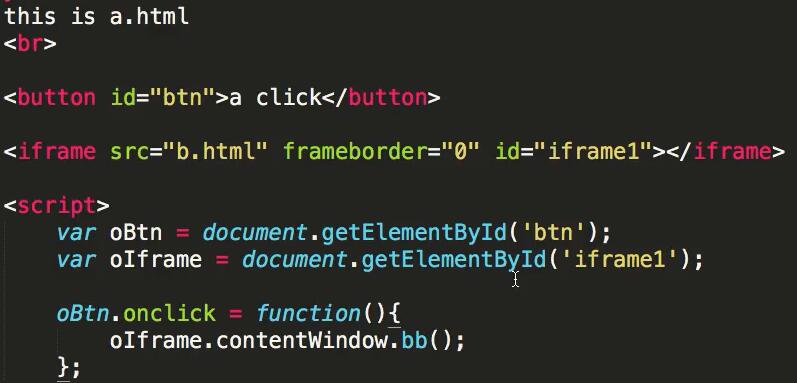 this is a.html
<br>
<button id="btn">a click</button>
<iframe src="b.html" frameborder="0" id="iframe1"></iframe>
<script>
var oBtn = document.getElementById('btn');
var oIframe = document.getElementById('iframe1');
oBtn.onclick = function(){
oIframe.contentWindow.bb();
};